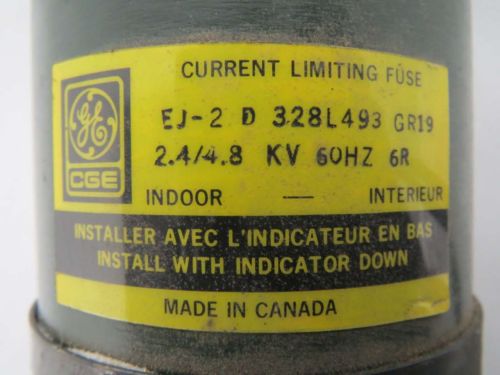 CURRENT LIMITING FUSE
GE
CGE
EJ-2 D 328L493 GR19
2.4/4.8 KV 60HZ 6R
INDOOR — INTERIEUR
INSTALLER AVEC L'INDICATEUR EN BAS
INSTALL WITH INDICATOR DOWN
MADE IN CANADA